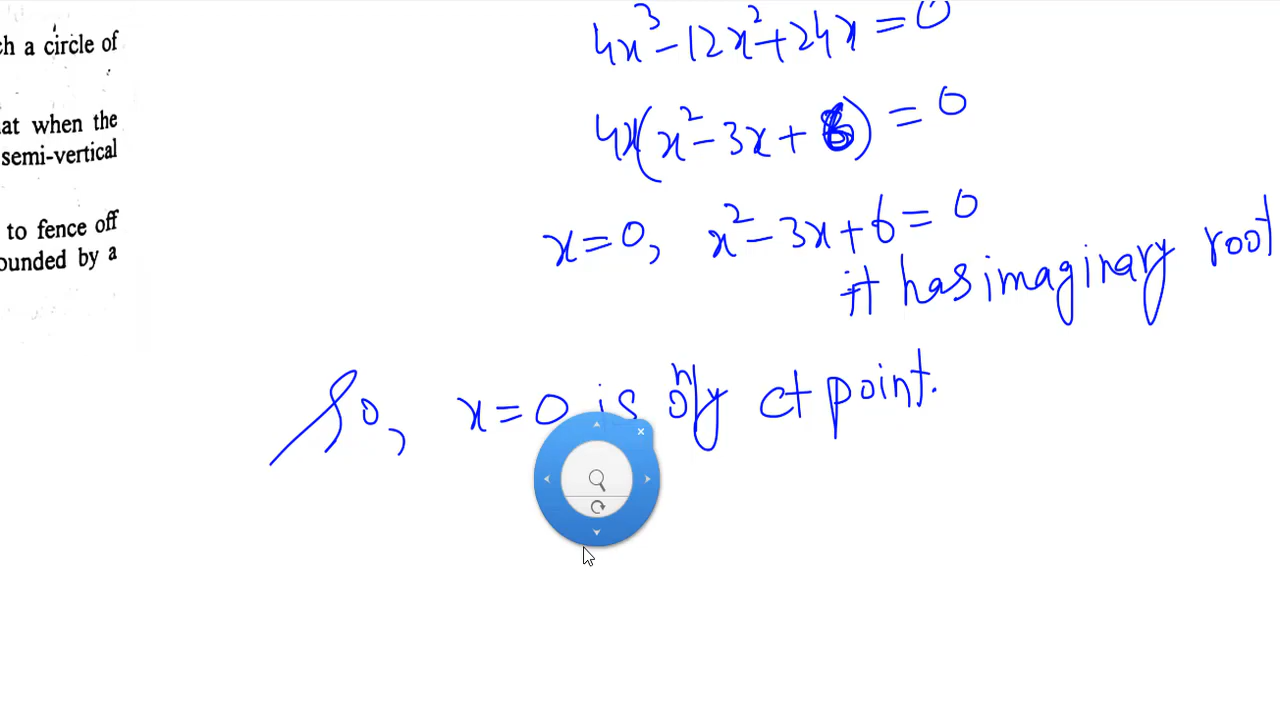 ch a circle of
at when the
semi-vertical
to fence off
ounded by a
4x³-12x²+24x=0
4x(x²-3x+6)=0
x=0, x²-3x+6=0
it has imaginary root
So, x=0 is only ct point.